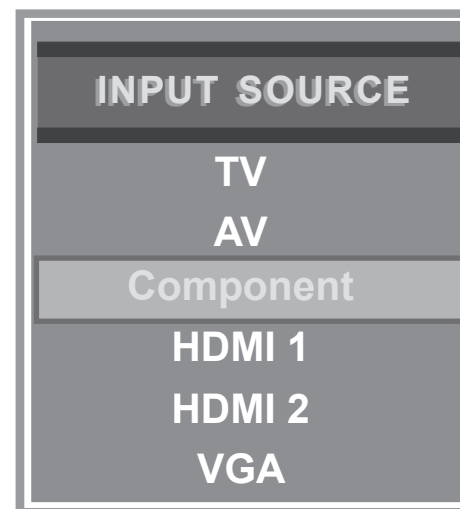 INPUT SOURCE
TV
AV
Component
HDMI 1
HDMI 2
VGA